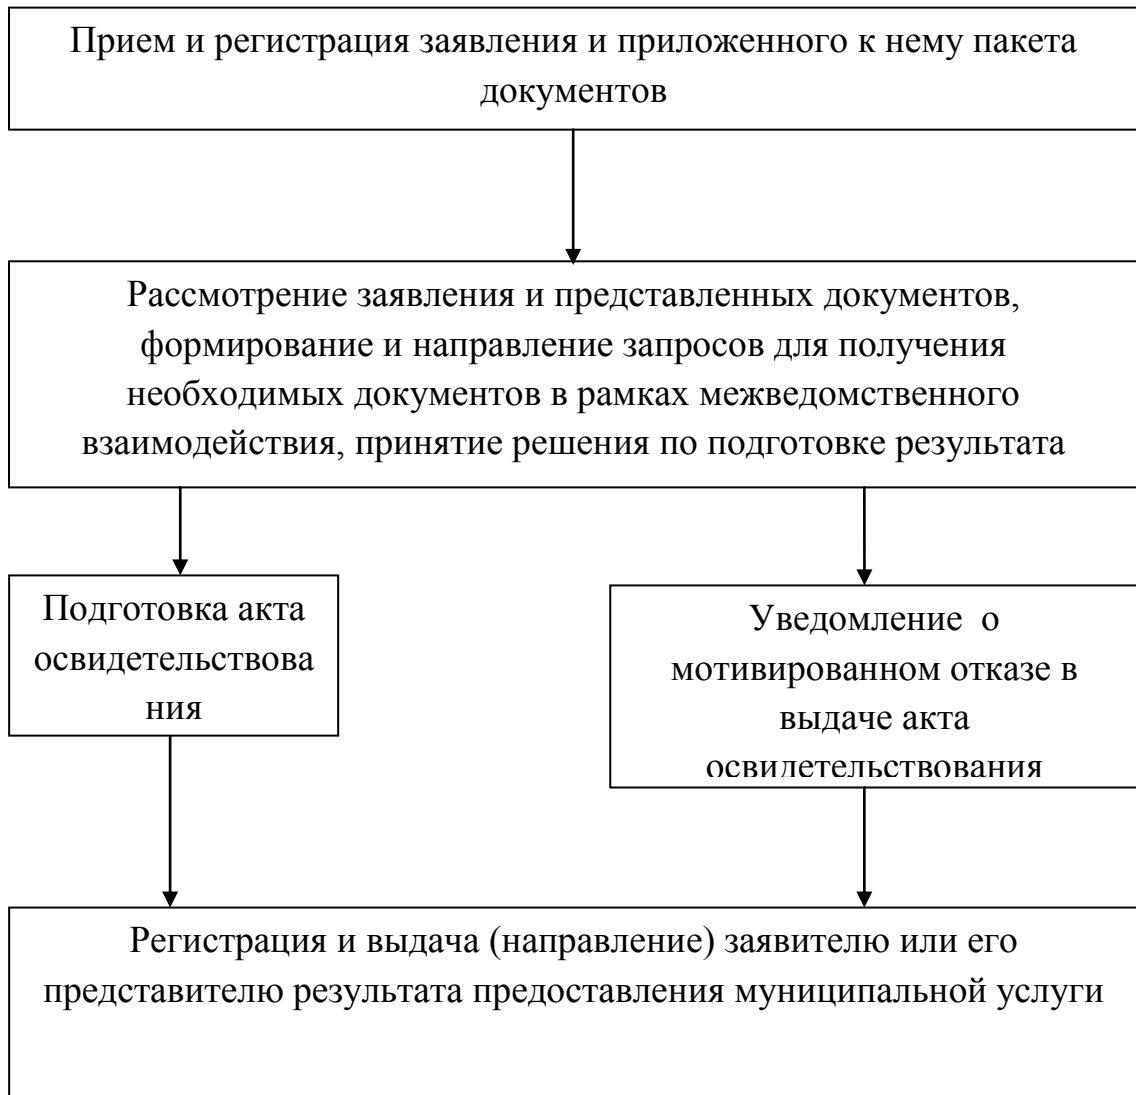 Прием и регистрация заявления и приложенного к нему пакета
документов
Рассмотрение заявления и представленных документов,
формирование и направление запросов для получения
необходимых документов в рамках межведомственного
взаимодействия, принятие решения по подготовке результата
Подготовка акта
освидетельствова
ния
Уведомление  о
мотивированном отказе в
выдаче акта
освидетельствования
Регистрация и выдача (направление) заявителю или его
представителю результата предоставления муниципальной услуги